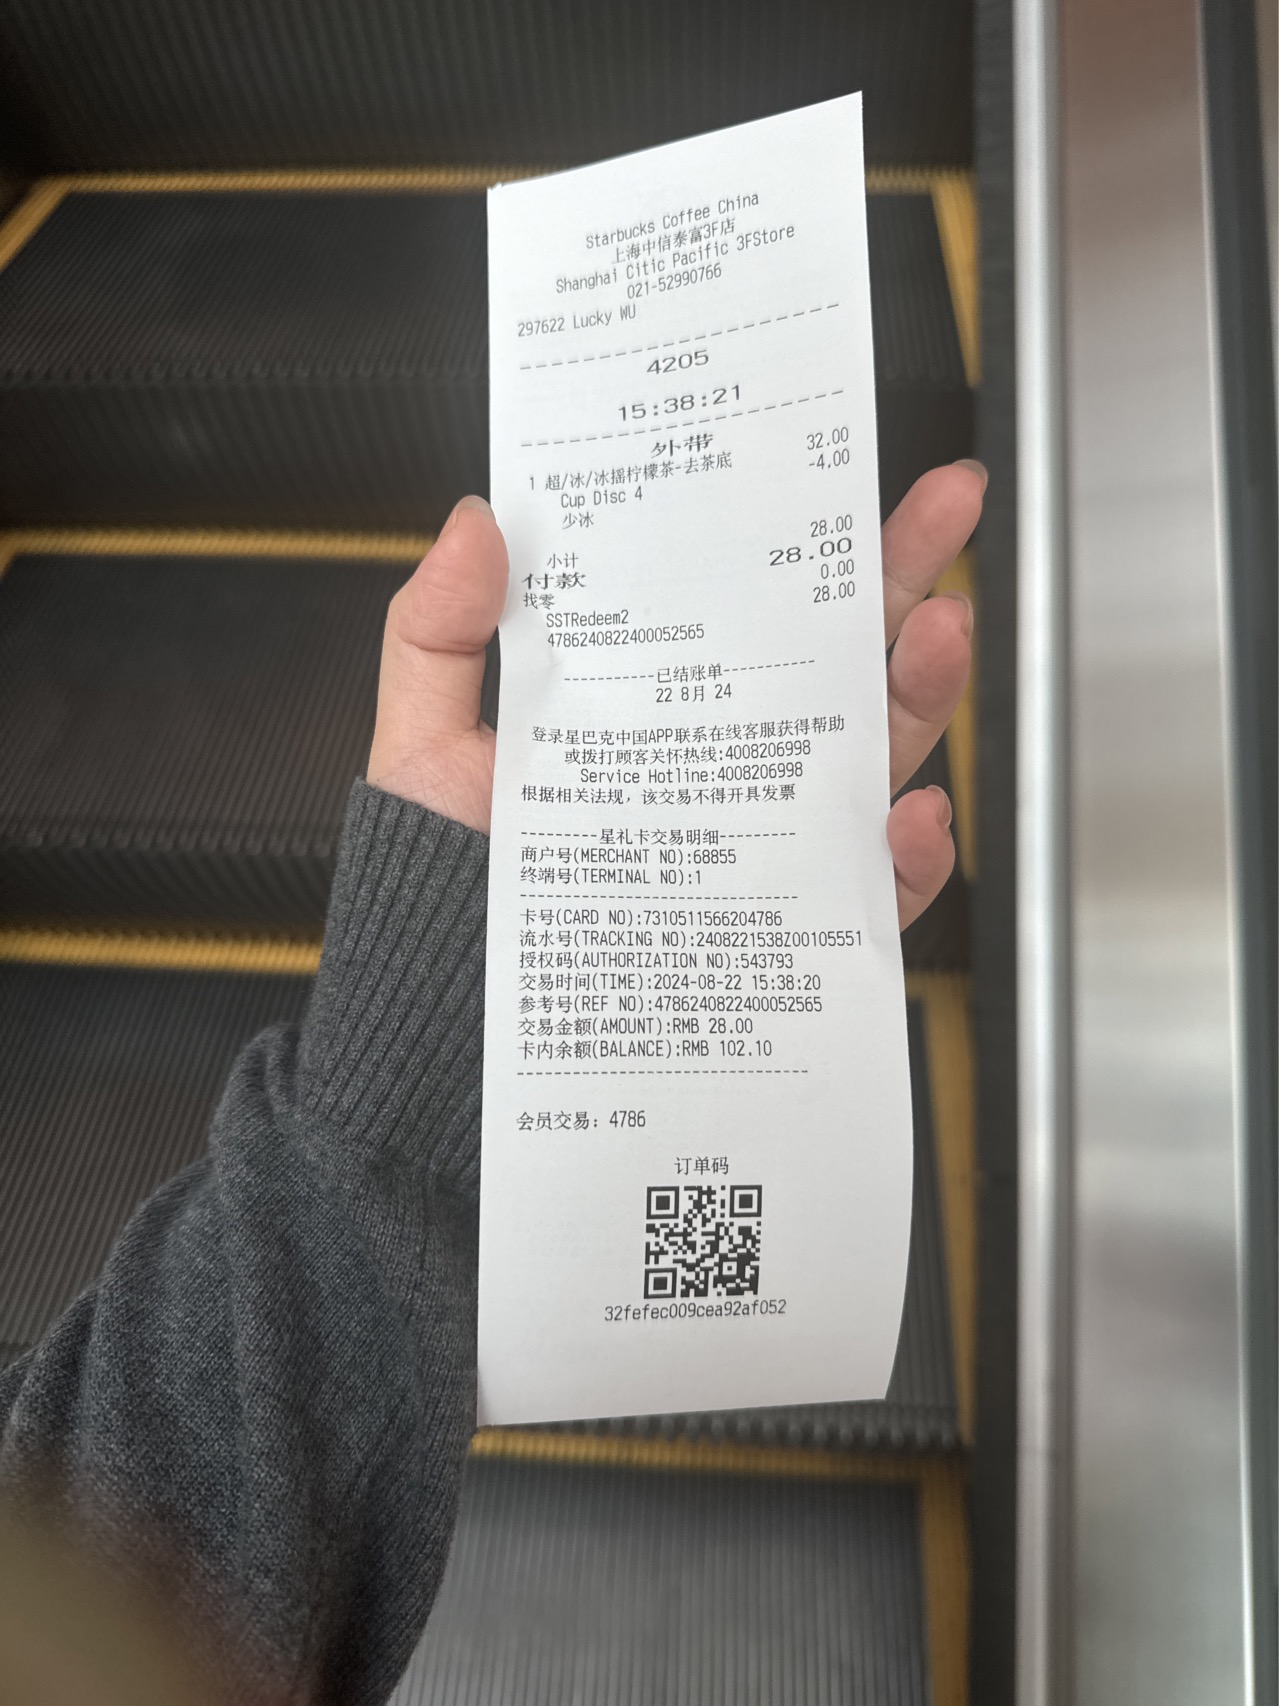 Starbucks Coffee China
上海中信泰富3F店
Shanghai Citic Pacific 3FStore
021-52990766
297622 Lucky WU
4205
15:38:21
外带
1 超/冰/冰摇柠檬茶-去茶底 32.00
Cup Disc 4 -4.00
少冰
小计 28.00
付款 28.00
找零 0.00
SSTRedeem2 28.00
4786240822400052565
-----------已结账单-----------
22 8月 24
登录星巴克中国APP联系在线客服获得帮助
或拨打顾客关怀热线:4008206998
Service Hotline:4008206998
根据相关法规，该交易不得开具发票
---------星礼卡交易明细---------
商户号(MERCHANT NO):68855
终端号(TERMINAL NO):1
卡号(CARD NO):7310511566204786
流水号(TRACKING NO):2408221538Z00105551
授权码(AUTHORIZATION NO):543793
交易时间(TIME):2024-08-22 15:38:20
参考号(REF NO):4786240822400052565
交易金额(AMOUNT):RMB 28.00
卡内余额(BALANCE):RMB 102.10
会员交易：4786
订单码
32fefec009cea92af052